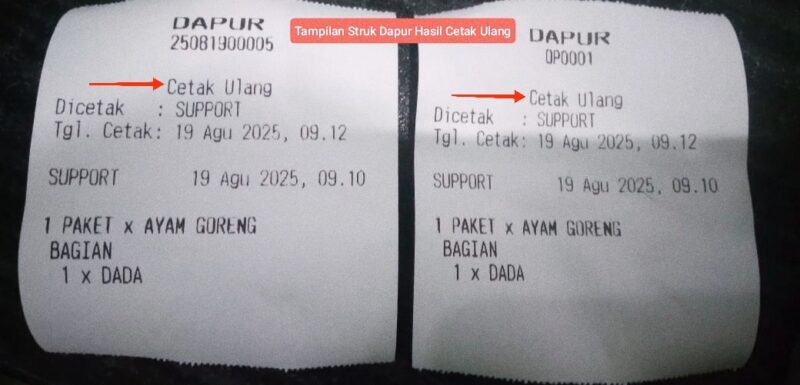 Tampilan Struk Dapur Hasil Cetak Ulang
DAPUR
25081900005
Cetak Ulang
Dicetak : SUPPORT
Tgl. Cetak: 19 Agu 2025, 09.12
SUPPORT 19 Agu 2025, 09.10
1 PAKET x AYAM GORENG
BAGIAN
1 x DADA
DAPUR
OP0001
Cetak Ulang
Dicetak : SUPPORT
Tgl. Cetak: 19 Agu 2025, 09.12
SUPPORT 19 Agu 2025, 09.10
1 PAKET x AYAM GORENG
BAGIAN
1 x DADA